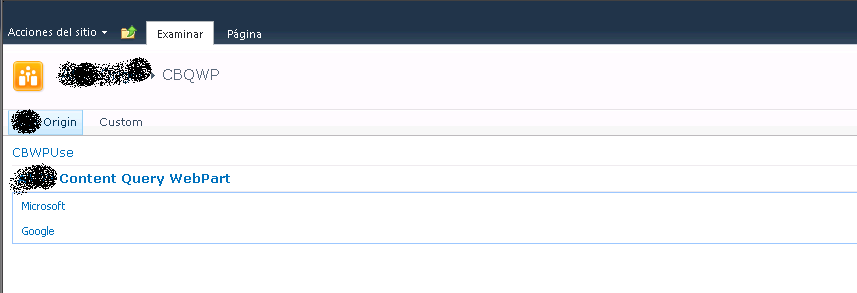 Acciones del sitio Examinar Página
CBQWP
Origin Custom
CBWPUse
Content Query WebPart
Microsoft
Google